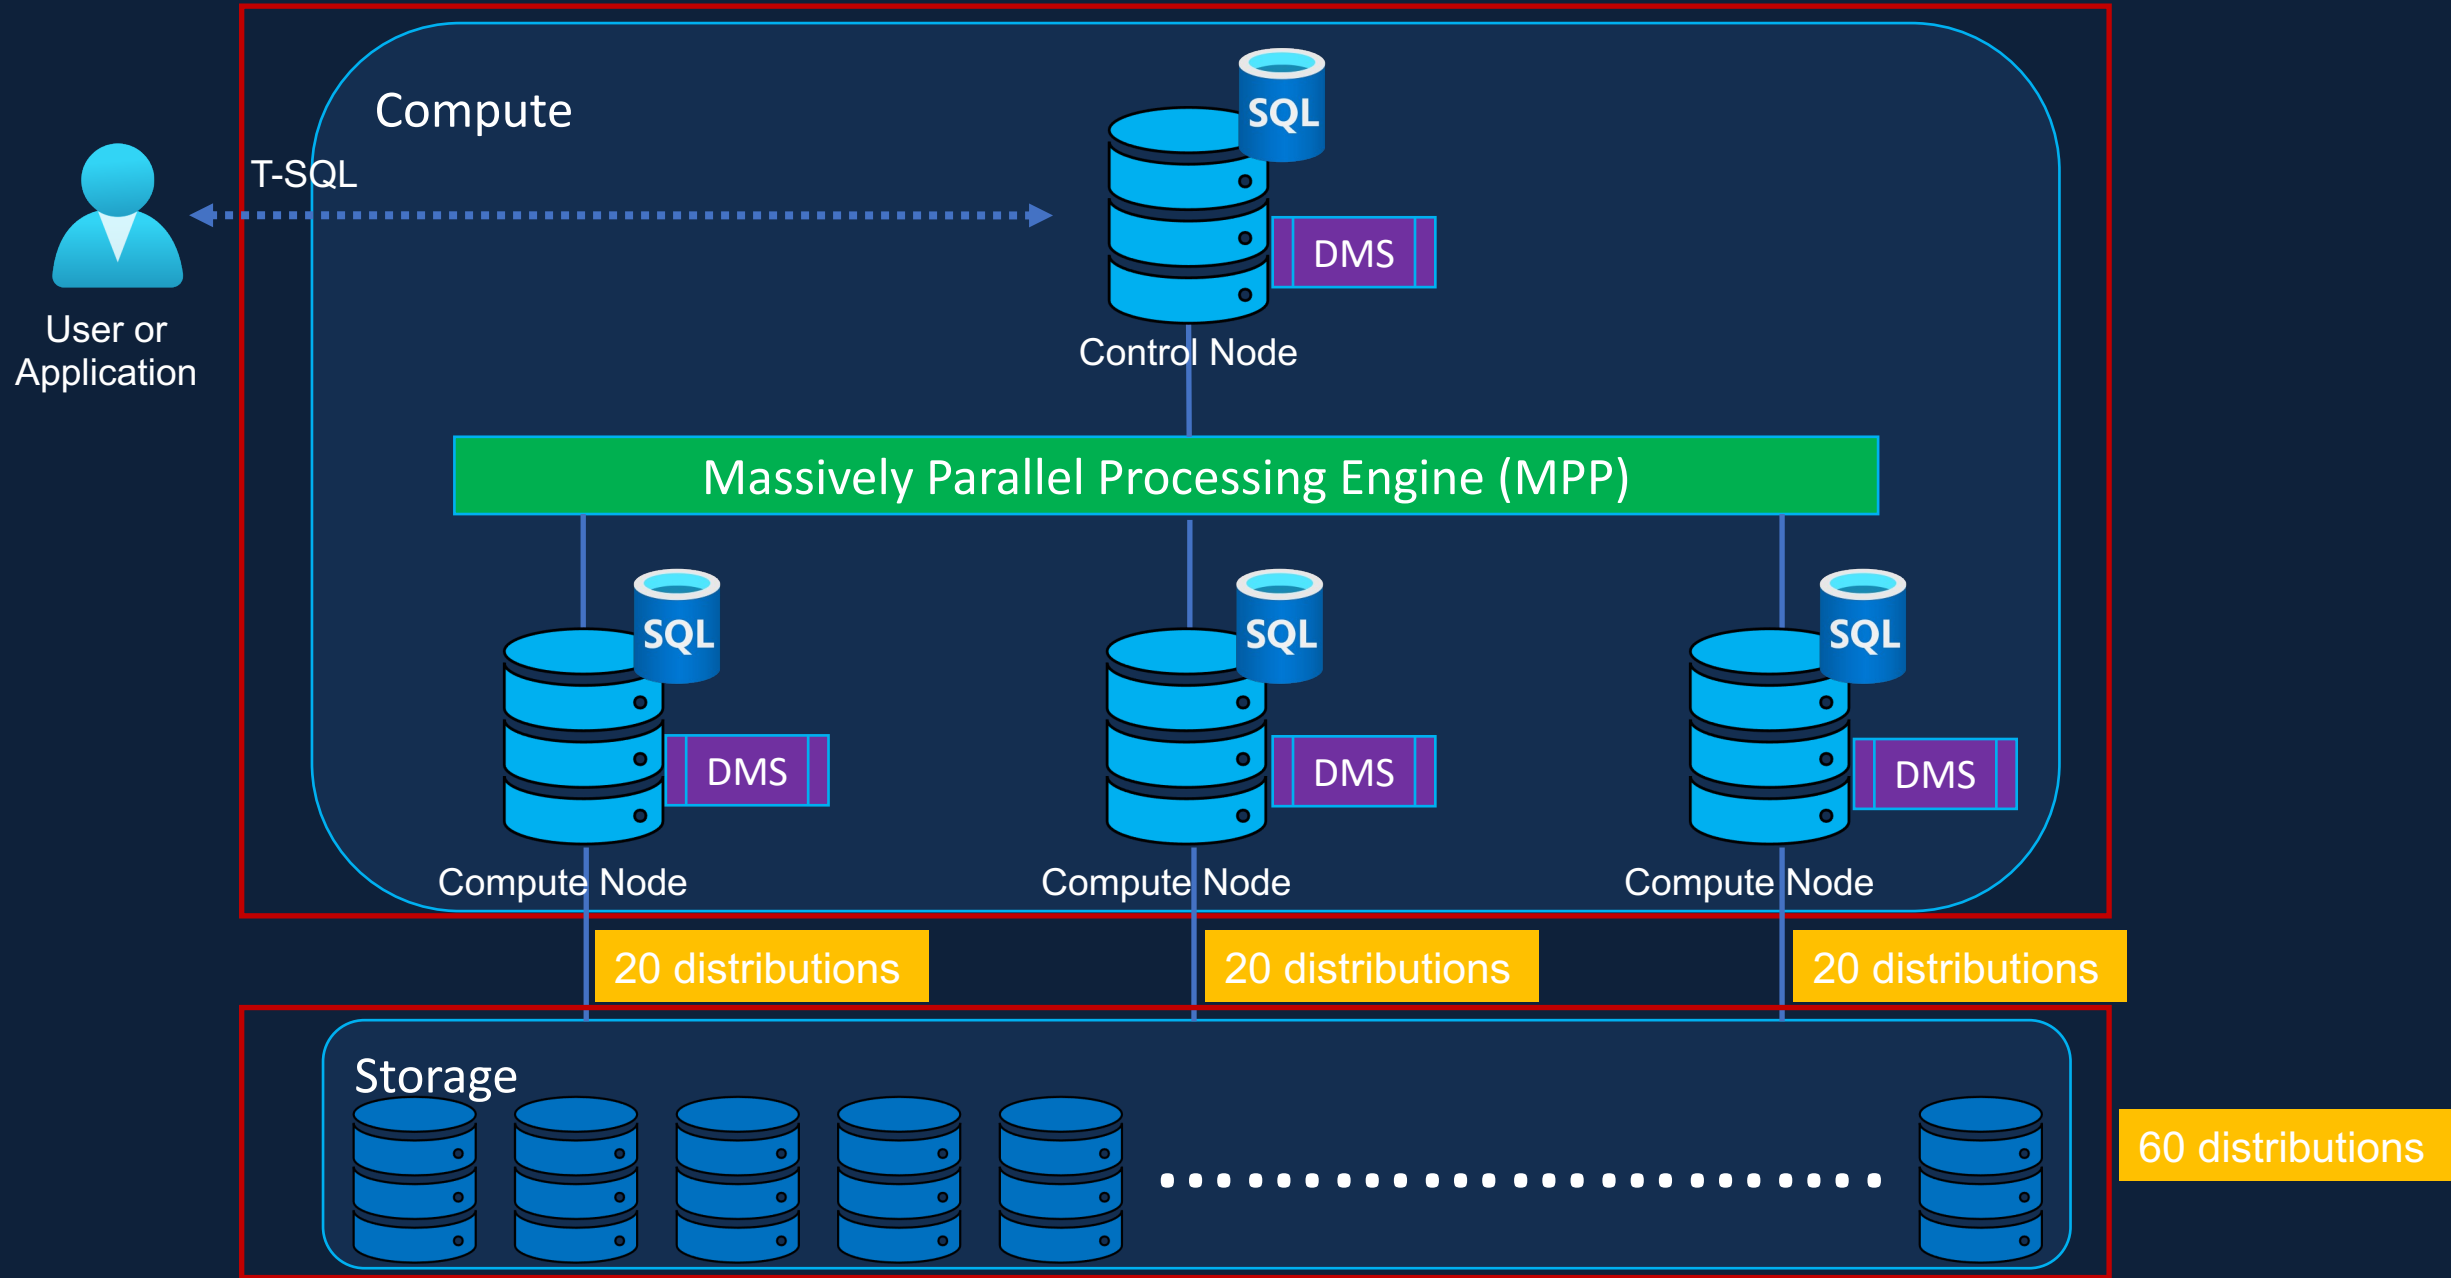 Compute
SQL
T-SQL
DMS
User or
Application
Control Node
Massively Parallel Processing Engine (MPP)
SQL
SQL
SQL
DMS
DMS
DMS
Compute Node
Compute Node
Compute Node
20 distributions
20 distributions
20 distributions
Storage
60 distributions